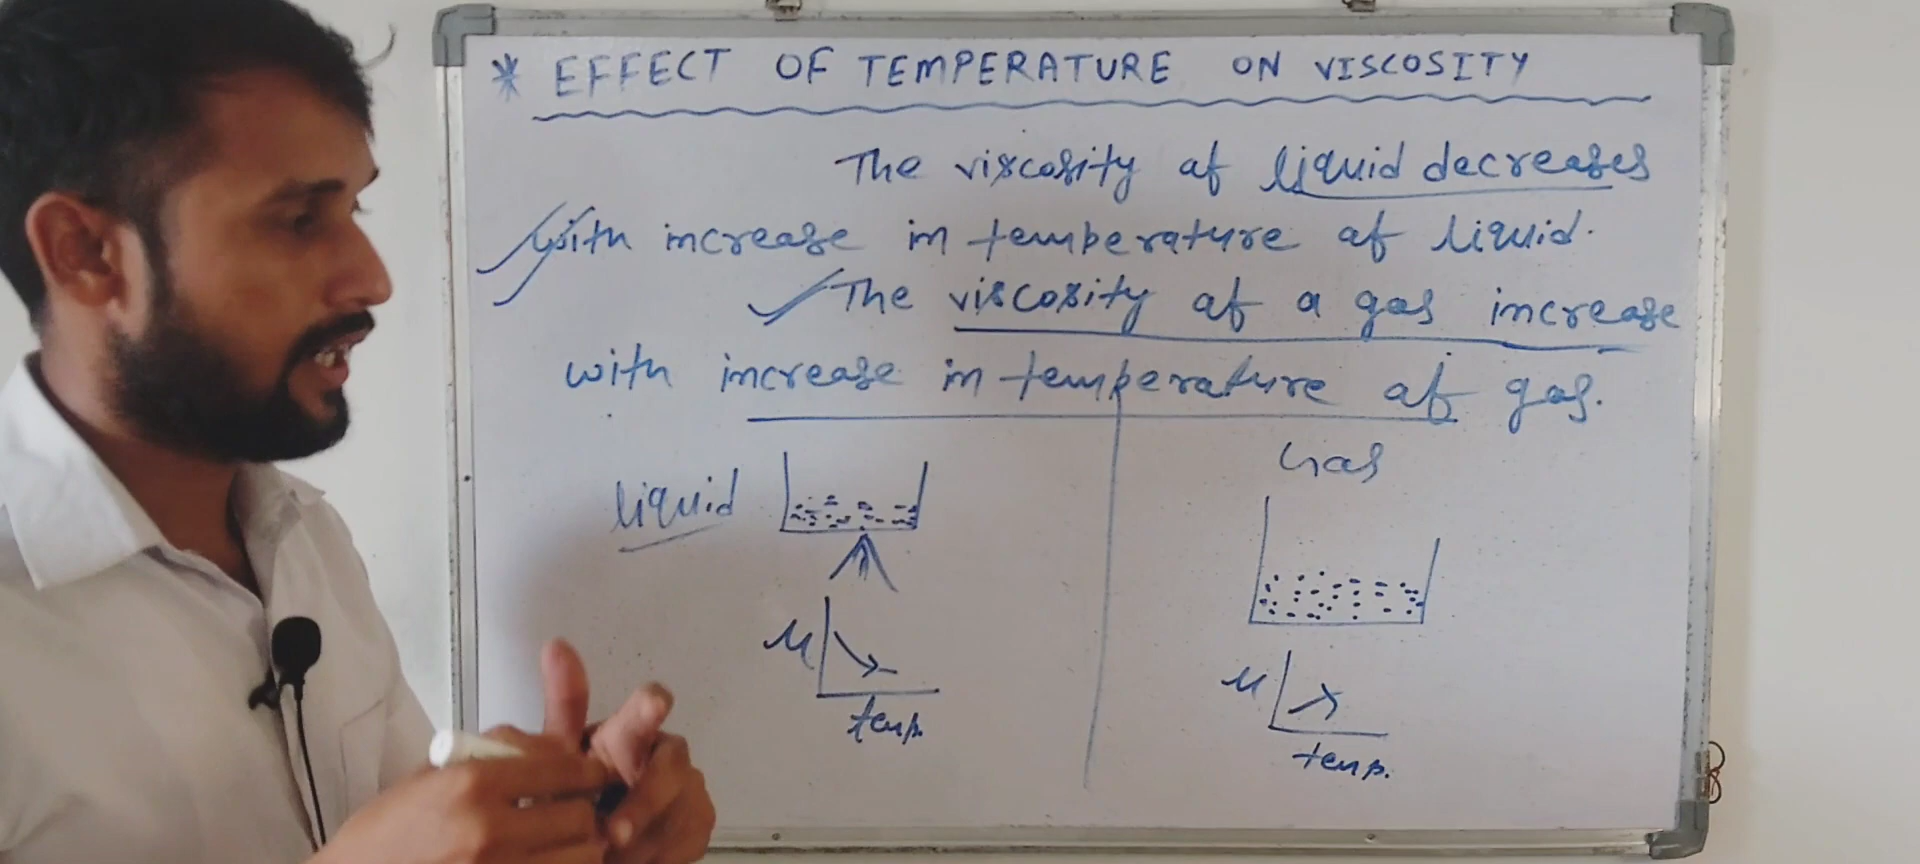 * EFFECT OF TEMPERATURE ON VISCOSITY
The viscosity of liquid decreases
with increase in temperature of liquid.
The viscosity of a gas increase
with increase in temperature of gas.
liquid
Gas
μ
temp.
μ
temp.